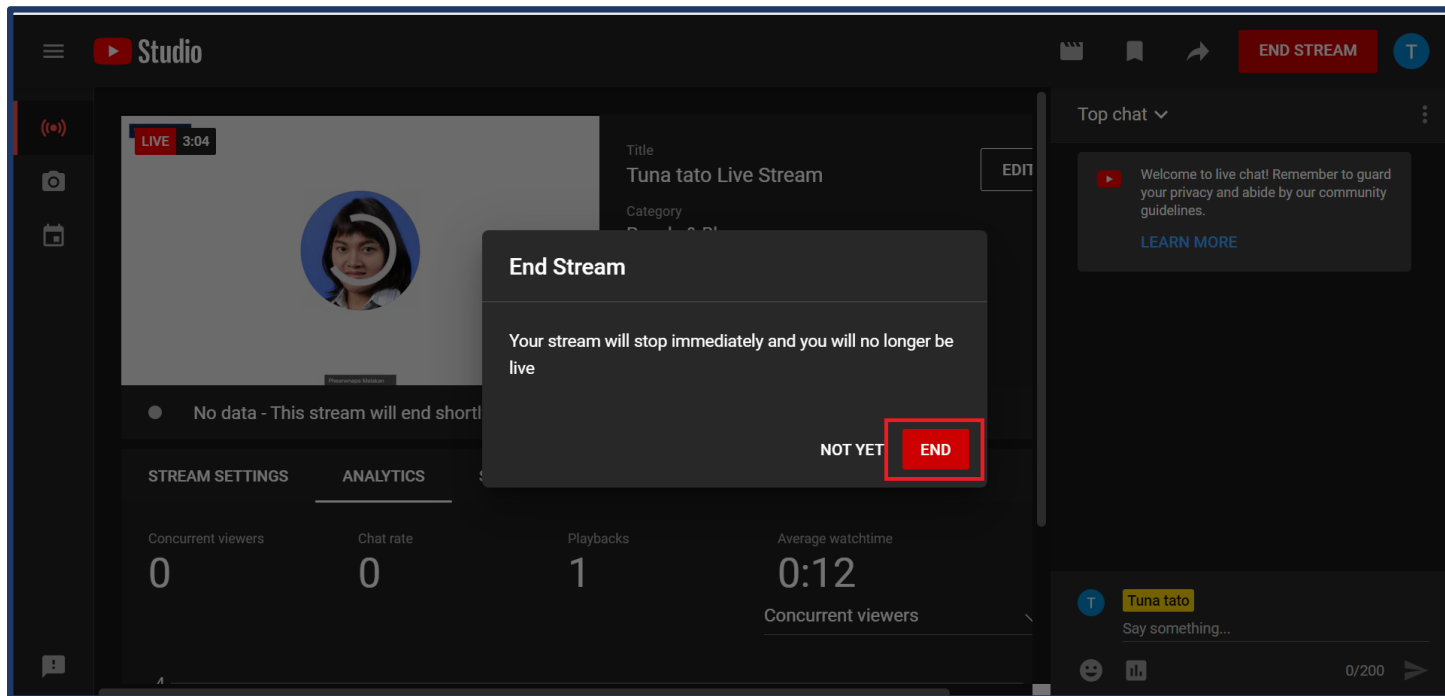 Studio
END STREAM
T
LIVE 3:04
Title
Tuna tato Live Stream
EDIT
Category
End Stream
Your stream will stop immediately and you will no longer be
live
NOT YET
END
No data - This stream will end shortl
STREAM SETTINGS
ANALYTICS
Concurrent viewers
0
Chat rate
0
Playbacks
1
Average watchtime
0:12
Concurrent viewers
4
Top chat
Welcome to live chat! Remember to guard
your privacy and abide by our community
guidelines.
LEARN MORE
T
Tuna tato
Say something...
0/200